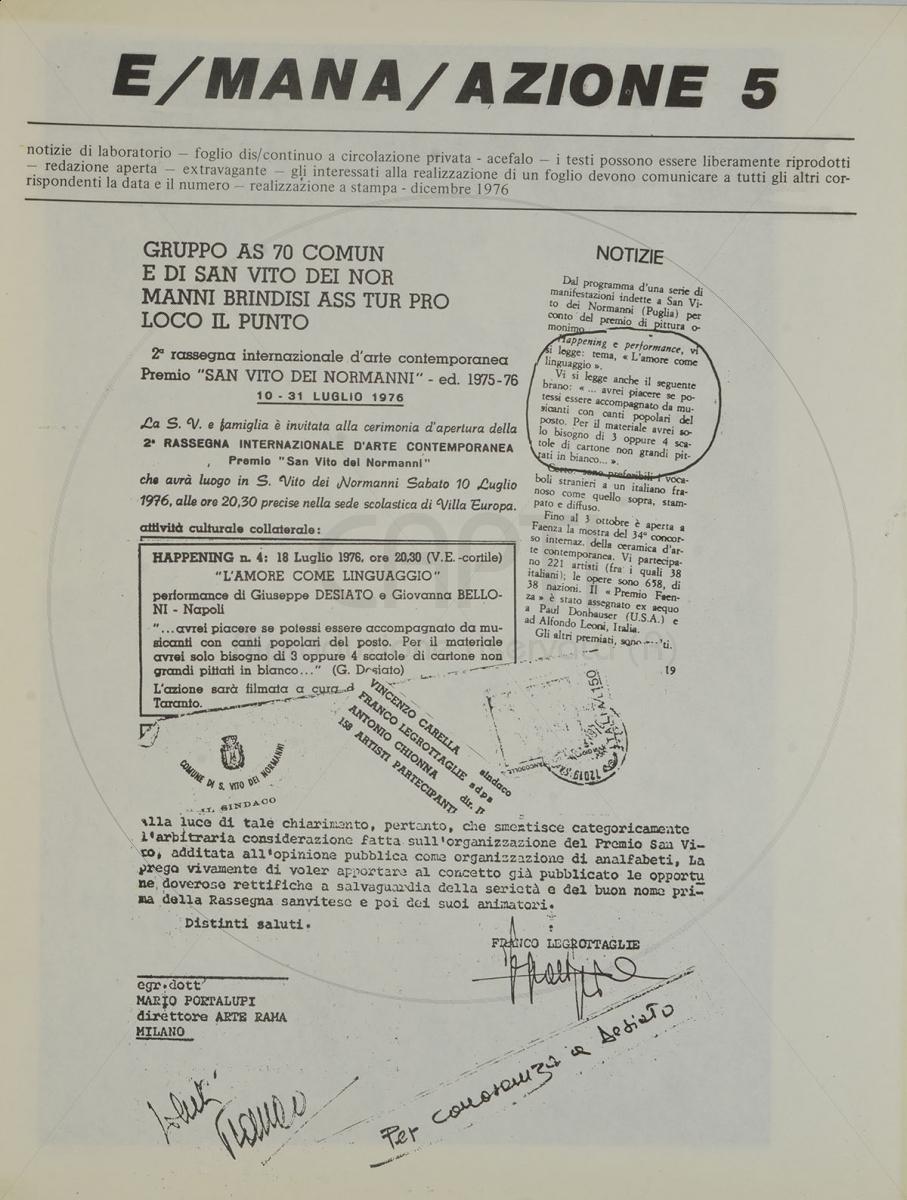 E/MANA/AZIONE 5
notizie di laboratorio — foglio dis/continuo a circolazione privata - acefalo — i testi possono essere liberamente riprodotti
— redazione aperta — extravagante — gli interessati alla realizzazione di un foglio devono comunicare a tutti gli altri cor-
rispondenti la data e il numero — realizzazione a stampa - dicembre 1976
GRUPPO AS 70 COMUN
E DI SAN VITO DEI NOR
MANNI BRINDISI ASS TUR PRO
LOCO IL PUNTO
2ª rassegna internazionale d'arte contemporanea
Premio "SAN VITO DEI NORMANNI" - ed. 1975-76
10 - 31 LUGLIO 1976
La S. V. e famiglia è invitata alla cerimonia d'apertura della
2ª RASSEGNA INTERNAZIONALE D'ARTE CONTEMPORANEA
Premio "San Vito dei Normanni"
che avrà luogo in S. Vito dei Normanni Sabato 10 Luglio
1976, alle ore 20,30 precise nella sede scolastica di Villa Europa.
attività culturale collaterale:
HAPPENING n. 4: 18 Luglio 1976, ore 20,30 (V.E.-cortile)
"L'AMORE COME LINGUAGGIO"
performance di Giuseppe DESIATO e Giovanna BELLO-
NI - Napoli
"...avrei piacere se potessi essere accompagnato da mu-
sicanti con canti popolari del posto. Per il materiale
avrei solo bisogno di 3 oppure 4 scatole di cartone non
grandi pittati in bianco..." (G. Desiato)
L'azione sarà filmata a cura d
Taranto.
NOTIZIE
Dal programma d'una serie di
manifestazioni indette a San Vi-
to dei Normanni (Puglia) per
conto del premio di pittura o-
monimo
Happening e performance, vi
si legge: tema, « L'amore come
linguaggio ».
Vi si legge anche il seguente
brano: « ... avrei piacere se po-
tessi essere accompagnato da mu-
sicanti con canti popolari del
posto. Per il materiale avrei so-
lo bisogno di 3 oppure 4 sca-
tole di cartone non grandi pit-
tati in bianco... ».
Certo: sono preferibili i voca-
boli stranieri a un italiano fra-
noso come quello sopra, stam-
pato e diffuso.
Fino al 3 ottobre è aperta a
Faenza la mostra del 34° concor-
so internaz. della ceramica d'ar-
te contemporanea. Vi partecipa-
no 221 artisti (fra i quali 38
italiani); le opere sono 658, di
38 nazioni. Il « Premio Faen-
za » è stato assegnato ex aequo
a Paul Donhauser (U.S.A.) e
ad Alfondo Leoni, Italia.
Gli altri premiati, sono
19
VINCENZO CARELLA sindaco
FRANCO LEGROTTAGLIE sdps
ANTONIO CHIONNA dir.
158 ARTISTI PARTECIPANTI
COMUNE DI S. VITO DEI NORMANNI
IL SINDACO
ITALIA L.150
72019
Alla luce di tale chiarimento, pertanto, che smentisce categoricamente
l'arbitraria considerazione fatta sull'organizzazione del Premio San Vi-
to, additata all'opinione pubblica come organizzazione di analfabeti, La
prego vivamente di voler apportare al concetto già pubblicato le opportu
ne doverose rettifiche a salvaguardia della serietà e del buon nome pri-
ma della Rassegna sanvitese e poi dei suoi animatori.
Distinti saluti.
FRANCO LEGROTTAGLIE
egr.dott
MARIO PORTALUPI
direttore ARTE RAMA
MILANO
Saluti
Franco
Per conoscenza a Desiato